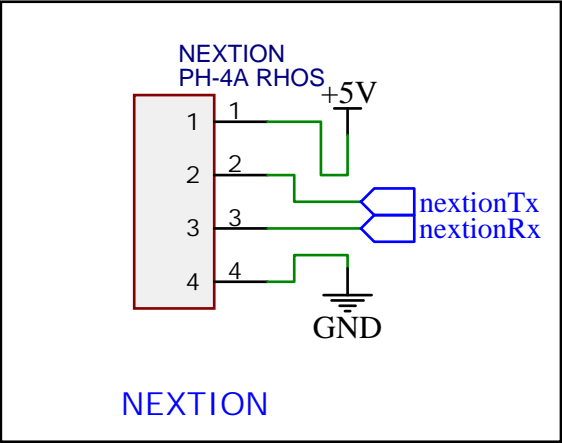 NEXTION
PH-4A RHOS
+5V
1 1
2 2
nextionTx
3 3
nextionRx
4 4
GND
NEXTION